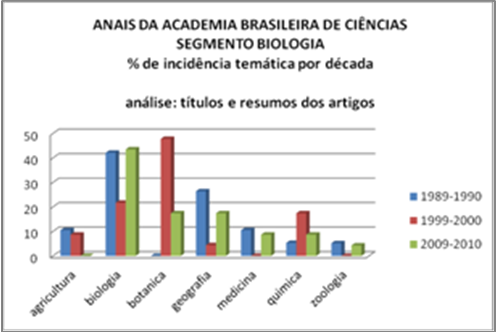 ANAIS DA ACADEMIA BRASILEIRA DE CIÊNCIAS
SEGMENTO BIOLOGIA
% de incidência temática por década
análise: títulos e resumos dos artigos
50
40
30
20
10
0
agricultura
biologia
botanica
geografia
medicina
quimica
zoologia
1989-1990
1999-2000
2009-2010